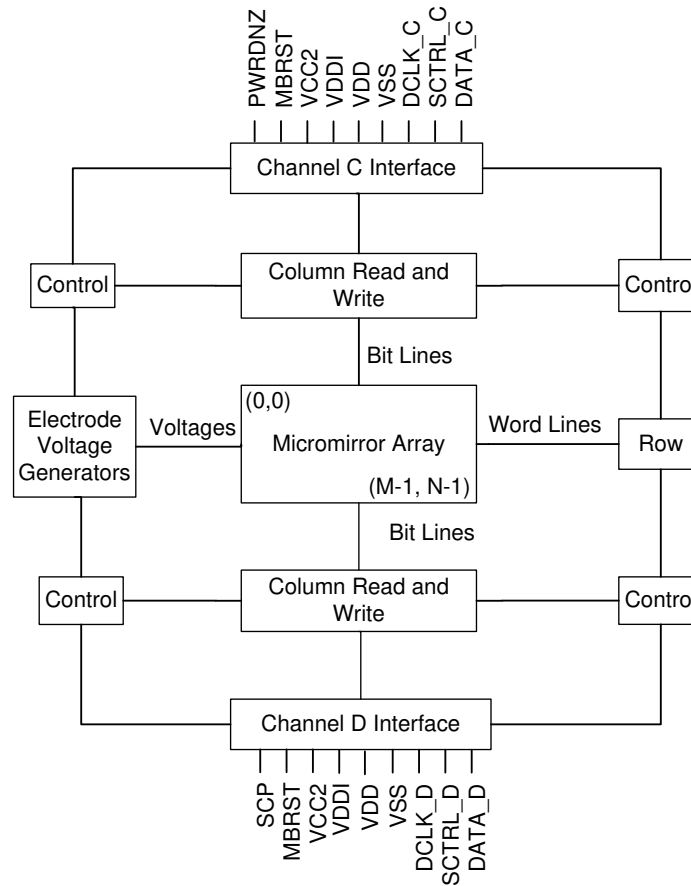 PWRDNZ
MBRST
VCC2
VDDI
VDD
VSS
DCLK_C
SCTRL_C
DATA_C
Channel C Interface
Control
Column Read and
Write
Control
Bit Lines
(0,0)
Electrode
Voltage
Generators
Voltages
Micromirror Array
Word Lines
Row
(M-1, N-1)
Bit Lines
Control
Column Read and
Write
Control
Channel D Interface
SCP
MBRST
VCC2
VDDI
VDD
VSS
DCLK_D
SCTRL_D
DATA_D